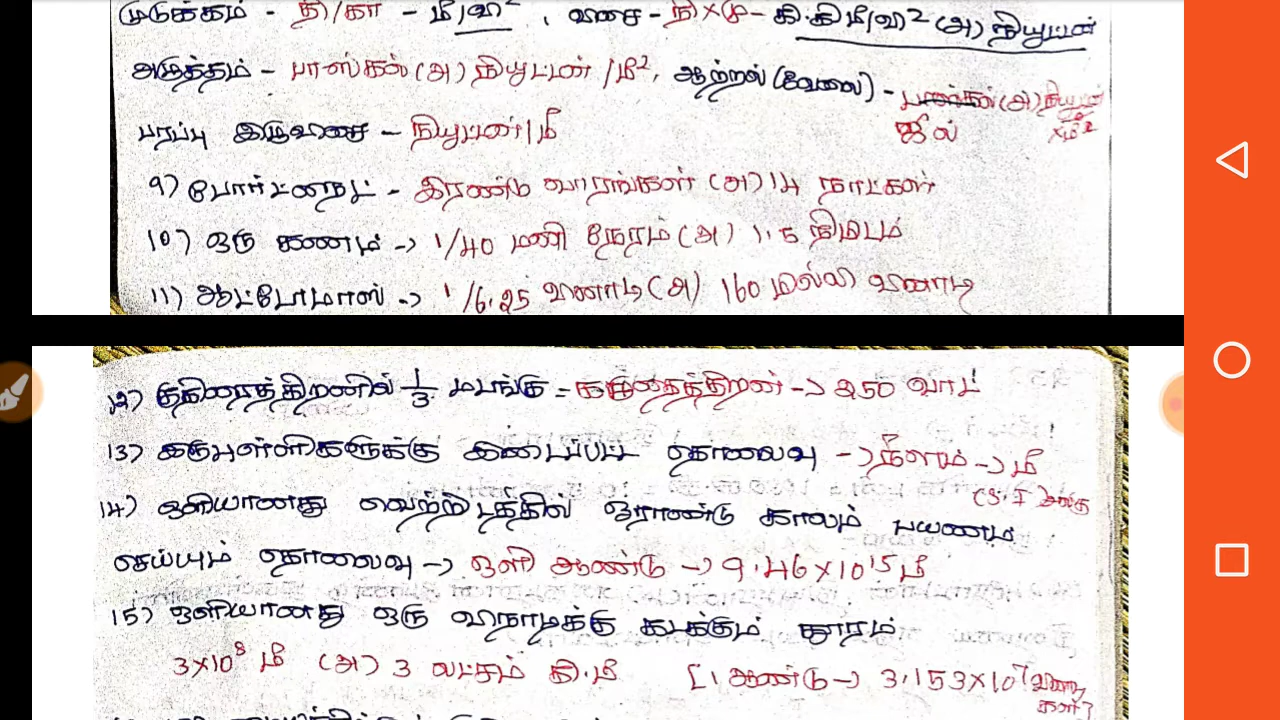 முடுக்கம் - தி/கா - மீ/வி², விசை - நி×மு- கி.கி மீ/வி² (அ) நியூட்டன்
அழுத்தம் - பாஸ்கல் (அ) நியூட்டன் /மீ², ஆற்றல் (வேலை) -
ஜீல்
பரப்பு இழுவிசை - நியூட்டன்/மீ
9) போர்ட்நைட் - இரண்டு வாரங்கள் (அ) 14 நாட்கள்
10) ஒரு கணம் -> 1/40 மணி நேரம் (அ) 1.5 நிமிடம்
11) ஆட்டோமாஸ் -> 1/6.25 வினாடி (அ) 160 மில்லி வினாடி
12) குதிரைத்திறனில் 1/3 மடங்கு = கழுதைத்திறன் -> 250 வாட்
13) இருபுள்ளிகளுக்கு இடைப்பட்ட தொலைவு -> நீளம் -> மீ
(S.I) அலகு
14) ஒளியானது வெற்றிடத்தில் ஓராண்டு காலம் பயணம்
செய்யும் தொலைவு -> ஒளி ஆண்டு -> 9.46×10¹⁵ மீ
15) ஒளியானது ஒரு விநாடிக்கு கடக்கும் தூரம்
3×10⁸ மீ (அ) 3 லட்சம் கி.மீ [1 ஆண்டு -> 3.153×10⁷